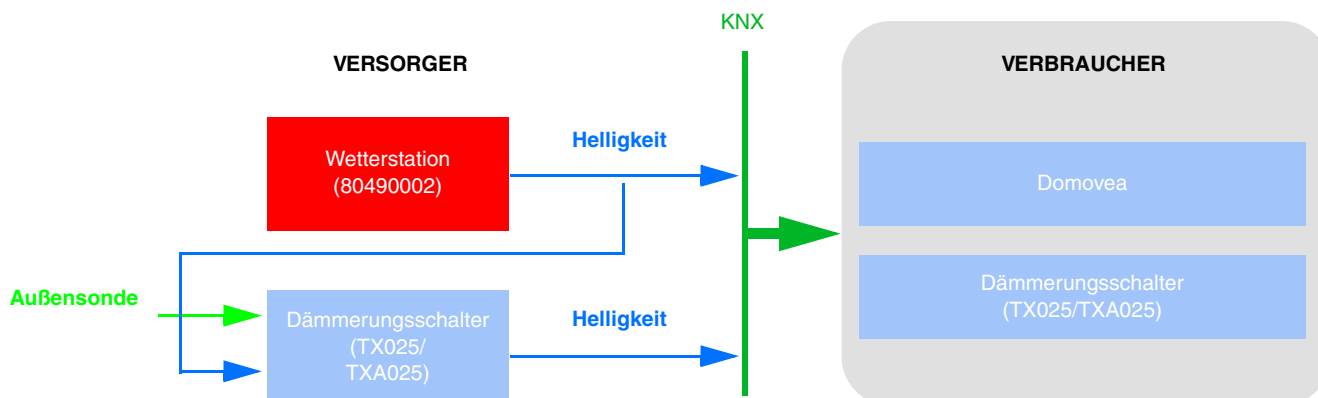 KNX
VERSORGER
VERBRAUCHER
Wetterstation
(80490002)
Helligkeit
Domovea
Außensonde
Dämmerungsschalter
(TX025/
TXA025)
Helligkeit
Dämmerungsschalter
(TX025/TXA025)